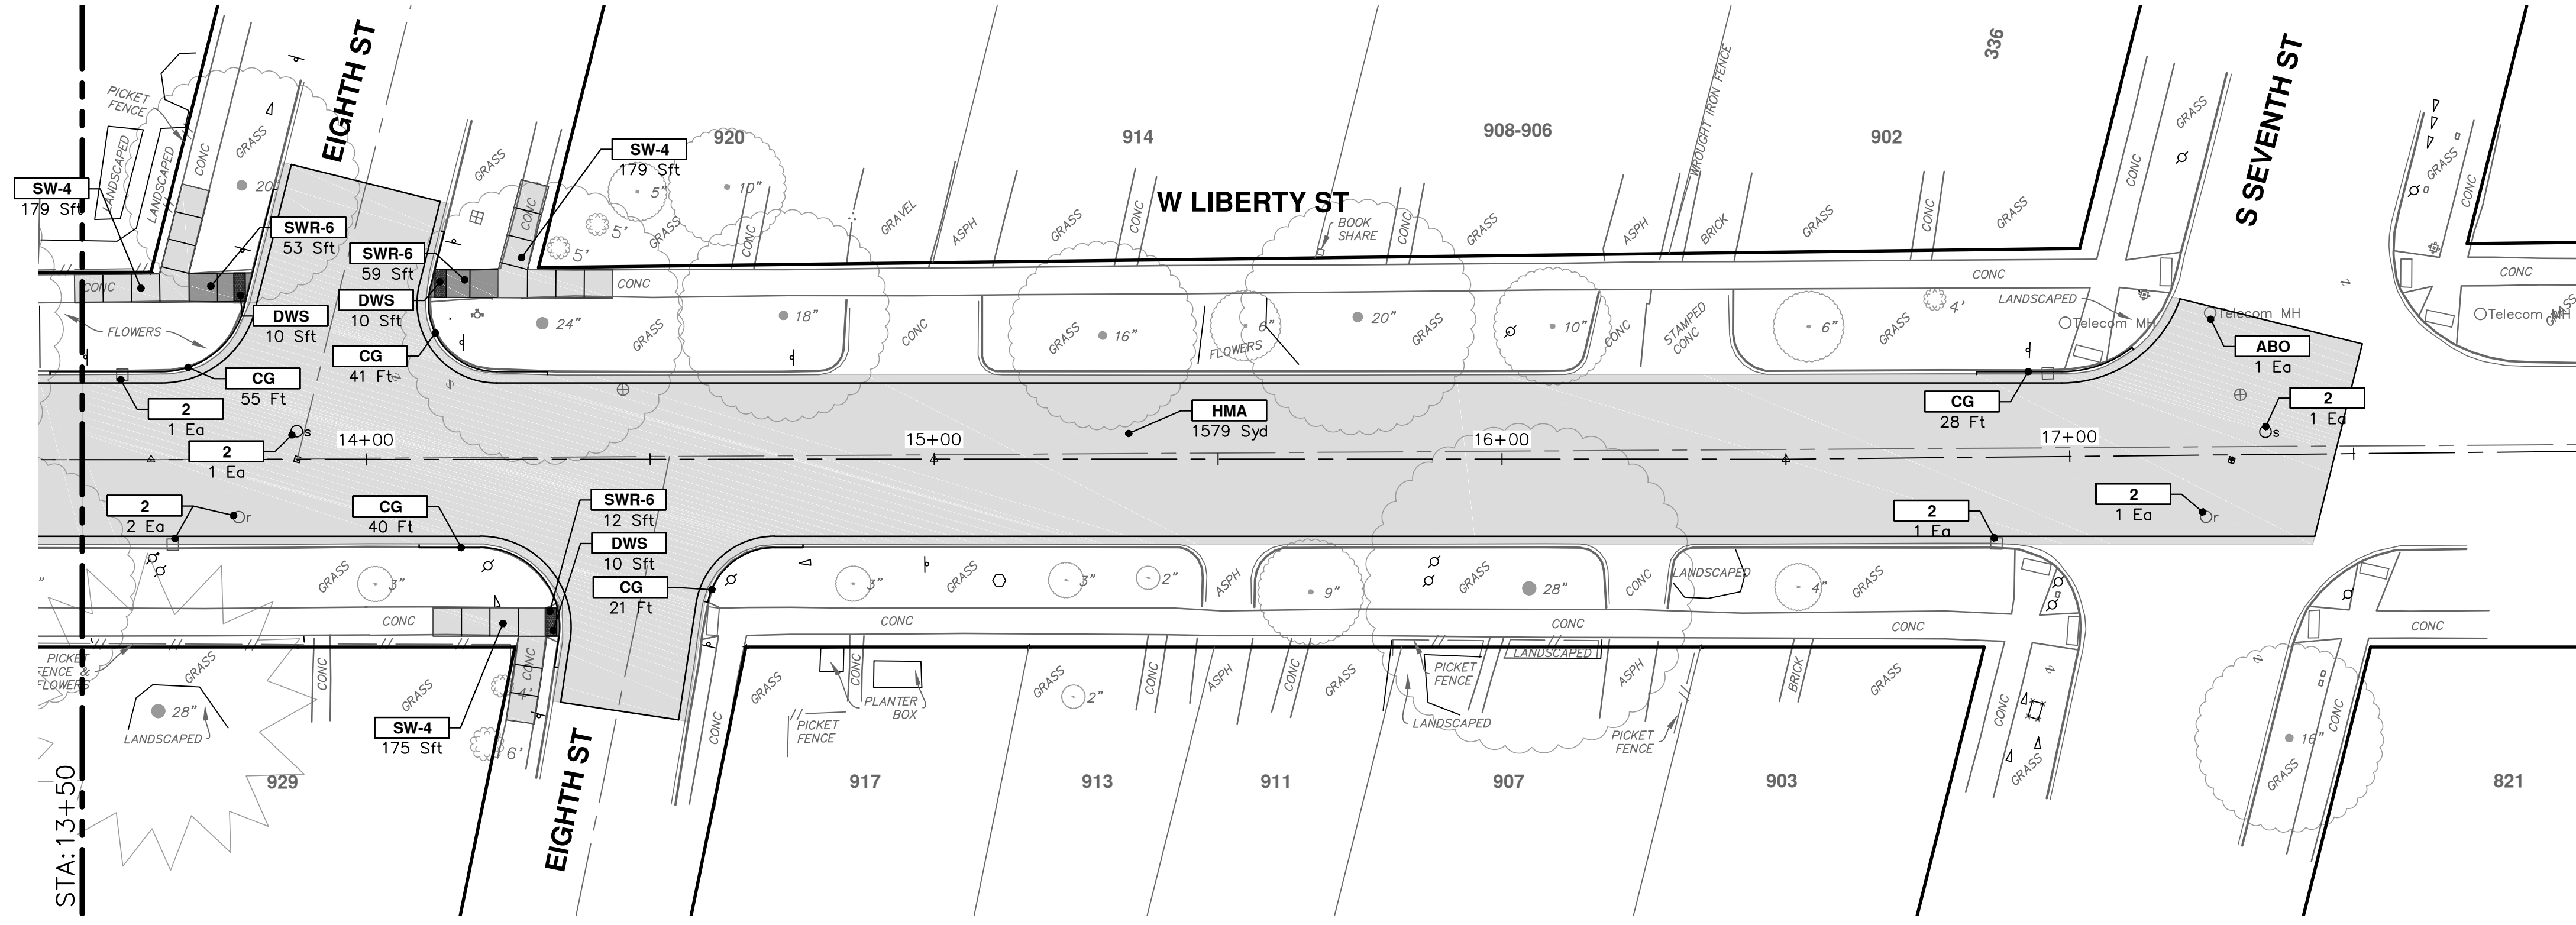 EIGHTH ST
S SEVENTH ST
336
PICKET
FENCE
LANDSCAPED
LANDSCAPED
CONC
GRASS
20"
GRASS
CONC
SW-4
179 Sft
920
5"
10"
5'
5'
GRASS
CONC
GRAVEL
ASPH
914
GRASS
CONC
W LIBERTY ST
BOOK
SHARE
CONC
908-906
GRASS
ASPH
WROUGHT IRON FENCE
BRICK
902
GRASS
CONC
GRASS
CONC
GRASS
GRASS
CONC
SW-4
179 Sft
SWR-6
53 Sft
SWR-6
59 Sft
DWS
10 Sft
DWS
10 Sft
CONC
CONC
CONC
CONC
FLOWERS
24"
GRASS
18"
CONC
GRASS
16"
FLOWERS
6"
20"
GRASS
10"
CONC
STAMPED
CONC
6"
GRASS
4'
LANDSCAPED
Telecom MH
Telecom MH
Telecom MH
GRASS
CG
41 Ft
CG
55 Ft
ABO
1 Ea
2
1 Ea
2
1 Ea
s
14+00
15+00
HMA
1579 Syd
16+00
CG
28 Ft
17+00
2
1 Ea
s
2
2 Ea
r
CG
40 Ft
SWR-6
12 Sft
DWS
10 Sft
CG
21 Ft
2
1 Ea
2
1 Ea
r
GRASS
3"
3"
GRASS
3"
2"
ASPH
9"
GRASS
28"
CONC
LANDSCAPED
4"
GRASS
CONC
CONC
CONC
CONC
CONC
PICKET
FENCE &
FLOWERS
GRASS
CONC
GRASS
CONC
4'
28"
LANDSCAPED
SW-4
175 Sft
6'
CONC
GRASS
CONC
PLANTER
BOX
PICKET
FENCE
GRASS
2"
CONC
ASPH
CONC
GRASS
PICKET
FENCE
LANDSCAPED
LANDSCAPED
ASPH
PICKET
FENCE
BRICK
GRASS
CONC
GRASS
16"
GRASS
CONC
STA:13+50
929
EIGHTH ST
917
913
911
907
903
821